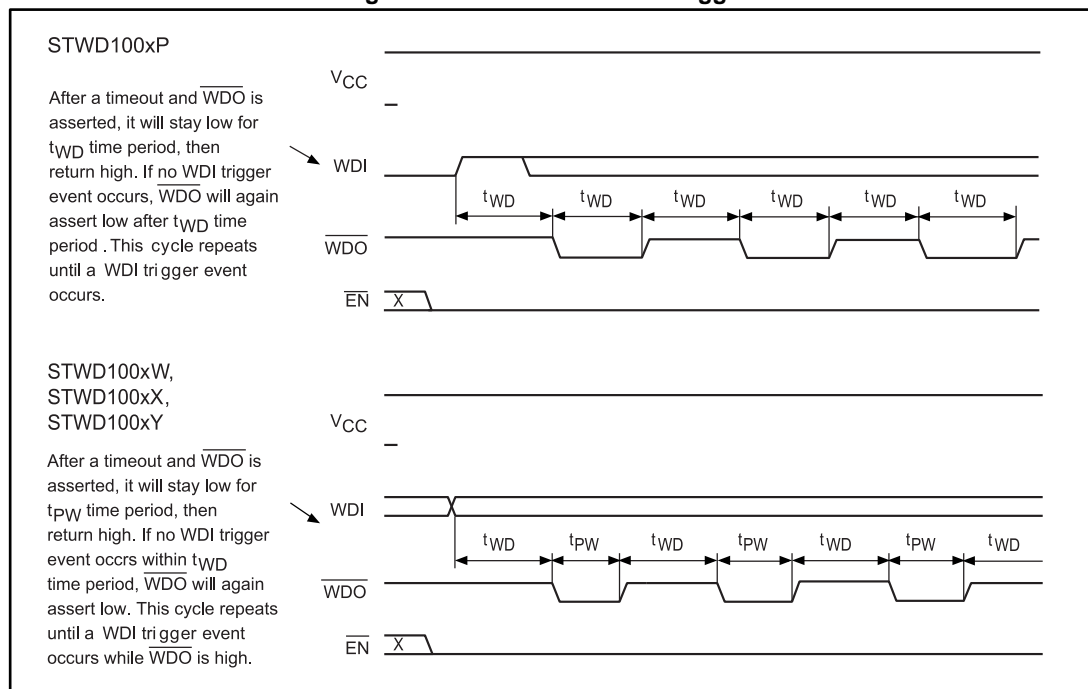 STWD100xP
After a timeout and WDO is
asserted, it will stay low for
tWD time period, then
return high. If no WDI trigger
event occurs, WDO will again
assert low after tWD time
period . This cycle repeats
until a WDI trigger event
occurs.
VCC
WDI
tWD tWD tWD tWD tWD tWD
WDO
EN X
STWD100xW,
STWD100xX,
STWD100xY
After a timeout and WDO is
asserted, it will stay low for
tPW time period, then
return high. If no WDI trigger
event occrs within tWD
time period, WDO will again
assert low. This cycle repeats
until a WDI trigger event
occurs while WDO is high.
VCC
WDI
tWD tPW tWD tPW tWD tPW tWD
WDO
EN X